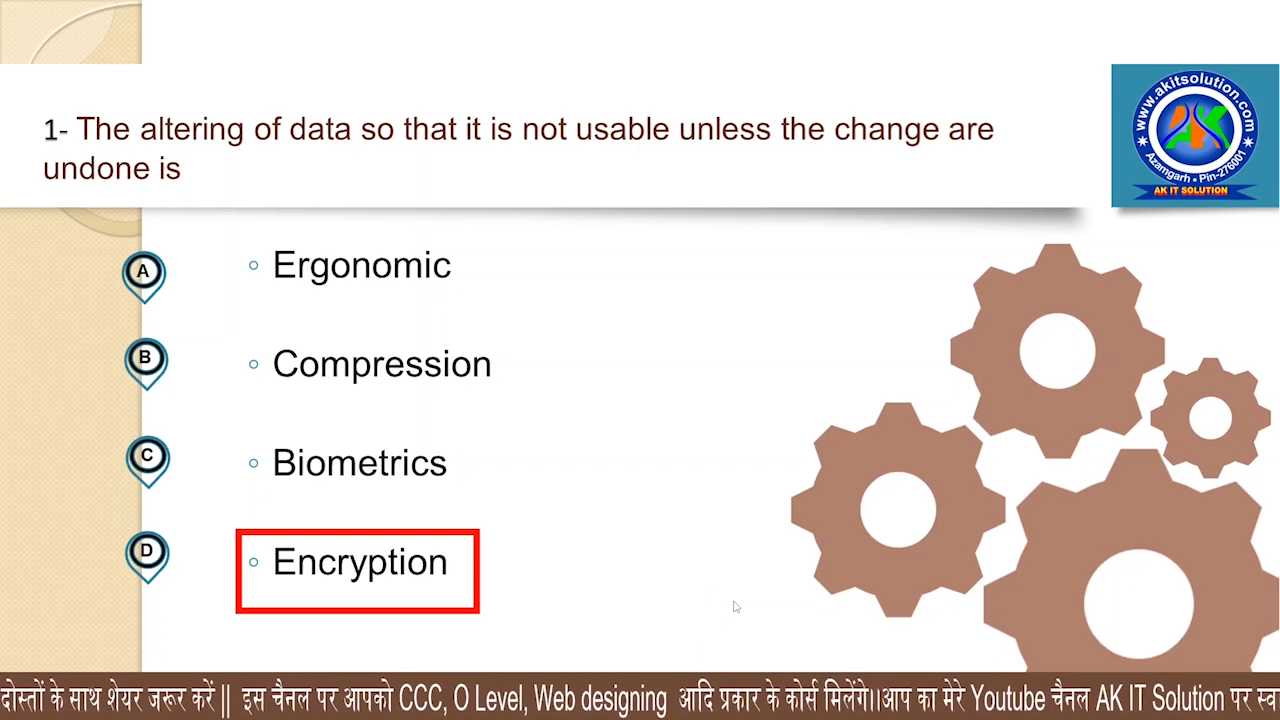 1- The altering of data so that it is not usable unless the change are
undone is
www.akitsolution.com
AK
Azamgarh • Pin-276001
AK IT SOLUTION
A
◦ Ergonomic
B
◦ Compression
C
◦ Biometrics
D
◦ Encryption
दोस्तों के साथ शेयर जरूर करें || इस चैनल पर आपको CCC, O Level, Web designing आदि प्रकार के कोर्स मिलेंगे।।आप का मेरे Youtube चैनल AK IT Solution पर स्वा